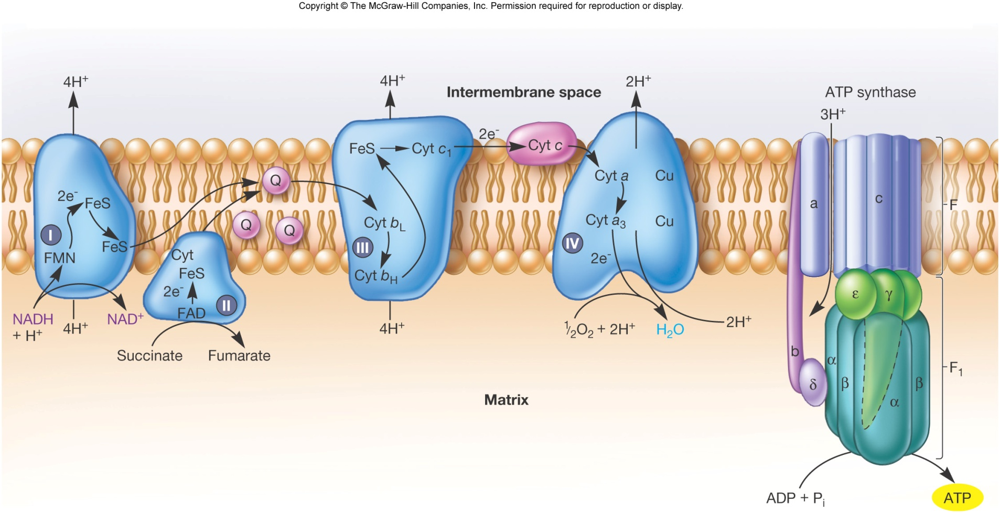 Copyright © The McGraw-Hill Companies, Inc. Permission required for reproduction or display.
4H⁺
4H⁺
Intermembrane space
2H⁺
ATP synthase
3H⁺
2e⁻
FeS
Cyt c₁
Cyt c
Q
Cyt a
Cu
2e⁻
FeS
a
c
F
Q
Q
Cyt b_L
Cyt a₃
Cu
I
FeS
III
IV
FMN
Cyt
FeS
2e⁻
Cyt b_H
2e⁻
ε
γ
II
FAD
NADH
+ H⁺
4H⁺
NAD⁺
4H⁺
½O₂ + 2H⁺
H₂O
2H⁺
Succinate
Fumarate
b
α
F₁
δ
β
β
α
Matrix
ADP + Pᵢ
ATP